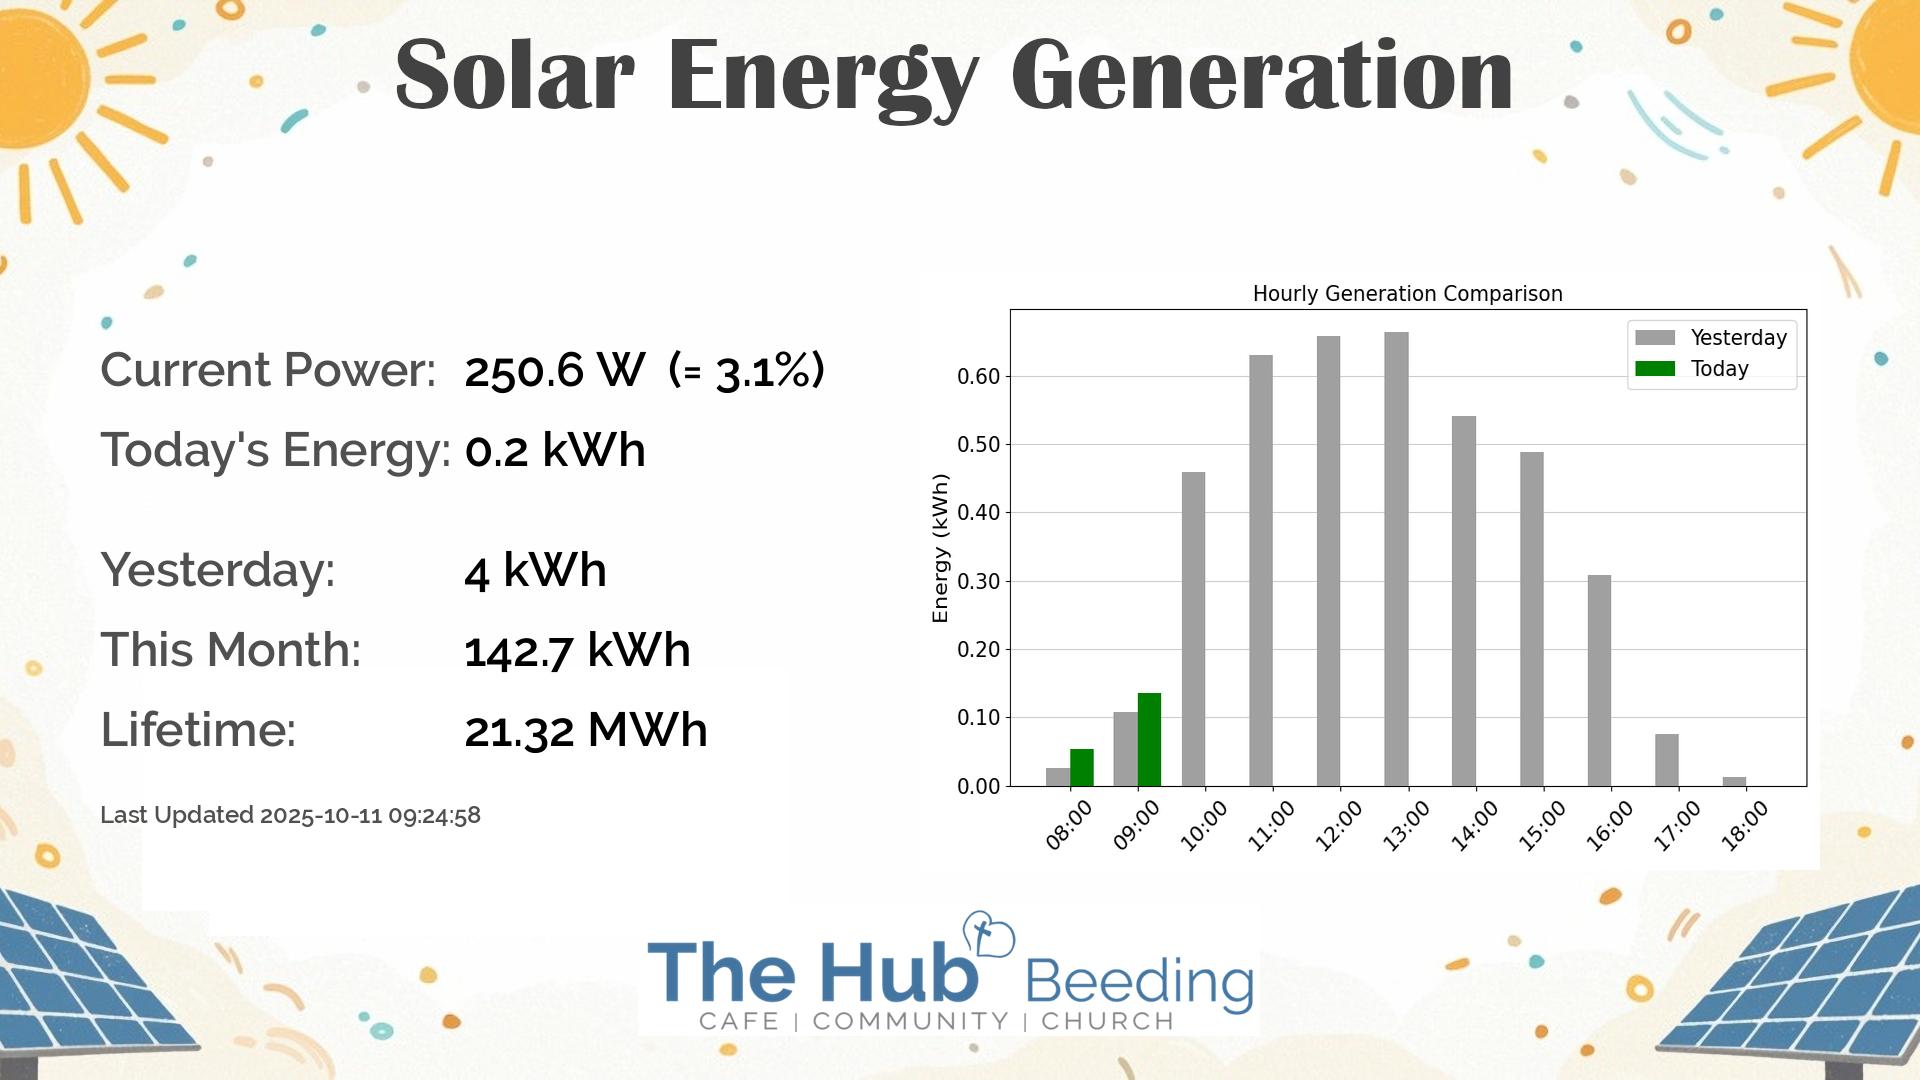 Solar Energy Generation
Current Power: 250.6 W (= 3.1%)
Today's Energy: 0.2 kWh
Yesterday: 4 kWh
This Month: 142.7 kWh
Lifetime: 21.32 MWh
Last Updated 2025-10-11 09:24:58
Hourly Generation Comparison
Yesterday
Today
Energy (kWh)
0.60
0.50
0.40
0.30
0.20
0.10
0.00
08:00 09:00 10:00 11:00 12:00 13:00 14:00 15:00 16:00 17:00 18:00
The Hub Beeding
CAFE | COMMUNITY | CHURCH